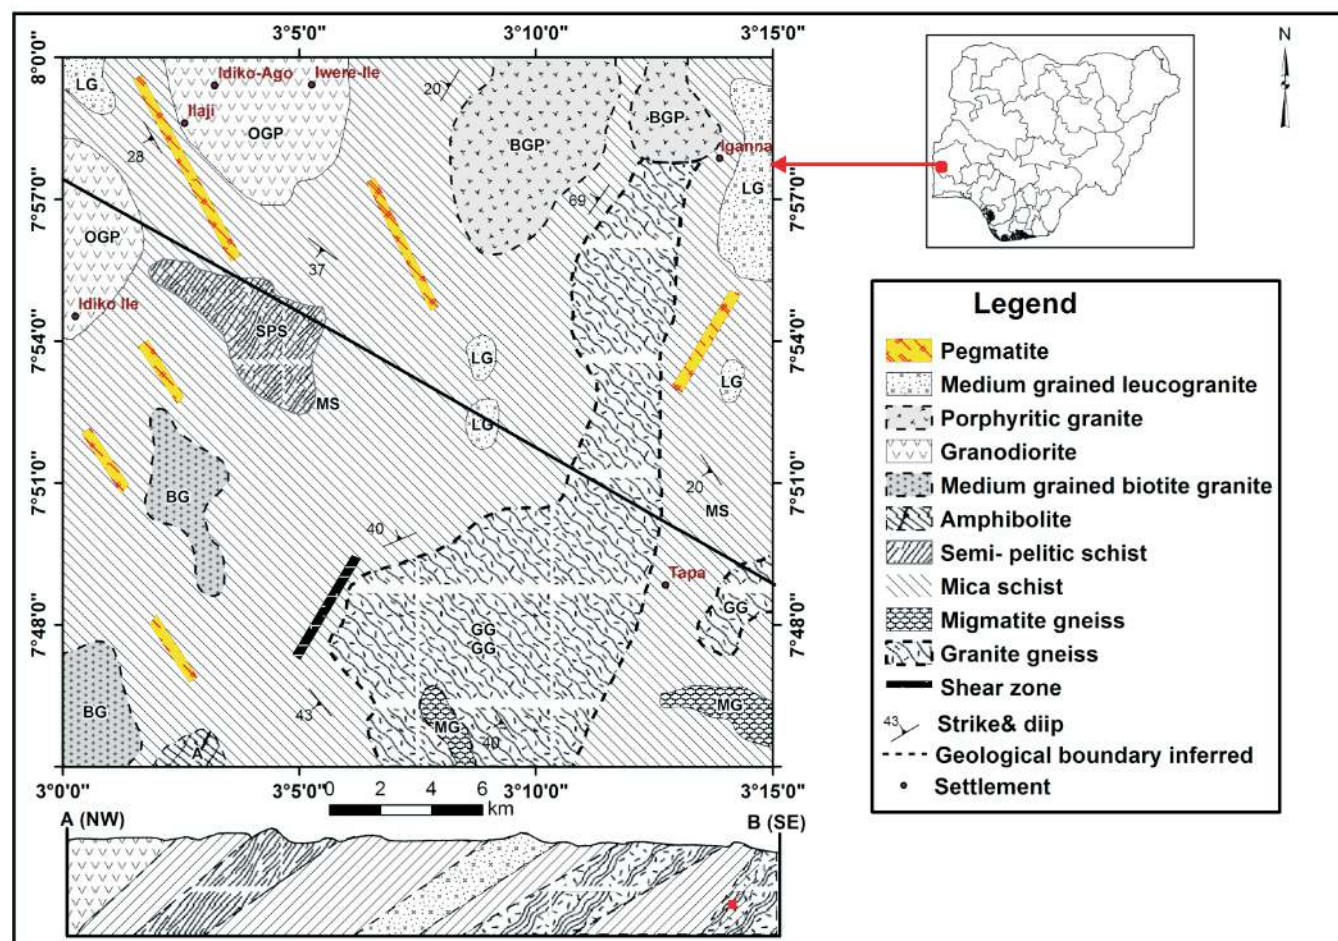 3°5'0" 3°10'0" 3°15'0"
8°0'0"
LG
Idiko-Ago Iwere-Ile
Ilaji
OGP
28
20
BGP
BGP
Iganna
LG
N
7°57'0"
7°57'0"
OGP
69
37
Idiko Ile
SPS
7°54'0"
7°54'0"
LG
LG
MS
LG
BG
7°51'0"
7°51'0"
20
MS
40
Tapa
GG
GG
GG
7°48'0"
7°48'0"
BG
43
A
MG
40
MG
3°0'0" 3°5'0" 3°10'0" 3°15'0"
0 2 4 6
km
A (NW)
B (SE)
Legend
Pegmatite
Medium grained leucogranite
Porphyritic granite
Granodiorite
Medium grained biotite granite
Amphibolite
Semi- pelitic schist
Mica schist
Migmatite gneiss
Granite gneiss
Shear zone
43 Strike& diip
Geological boundary inferred
Settlement